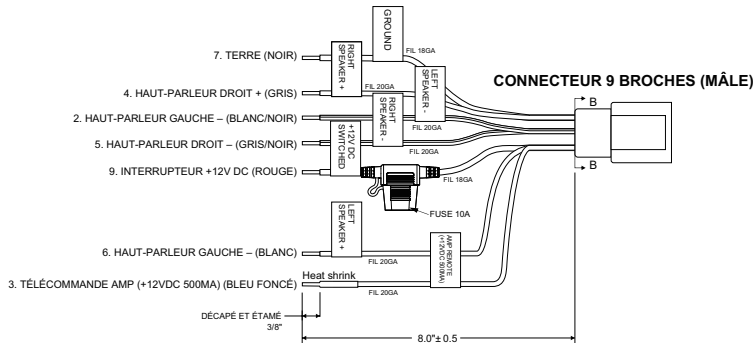 GROUND
7. TERRE (NOIR)
RIGHT
SPEAKER +
FIL 18GA
CONNECTEUR 9 BROCHES (MÂLE)
4. HAUT-PARLEUR DROIT + (GRIS)
FIL 20GA
LEFT
SPEAKER -
B
2. HAUT-PARLEUR GAUCHE – (BLANC/NOIR)
RIGHT
SPEAKER -
FIL 20GA
5. HAUT-PARLEUR DROIT – (GRIS/NOIR)
+12V DC
SWITCHED
FIL 20GA
B
9. INTERRUPTEUR +12V DC (ROUGE)
FIL 18GA
FUSE 10A
LEFT
SPEAKER +
6. HAUT-PARLEUR GAUCHE – (BLANC)
FIL 20GA
AMP REMOTE
(+12VDC 500MA)
3. TÉLÉCOMMANDE AMP (+12VDC 500MA) (BLEU FONCÉ)
Heat shrink
FIL 20GA
DÉCAPÉ ET ÉTAMÉ
3/8"
8.0"± 0.5